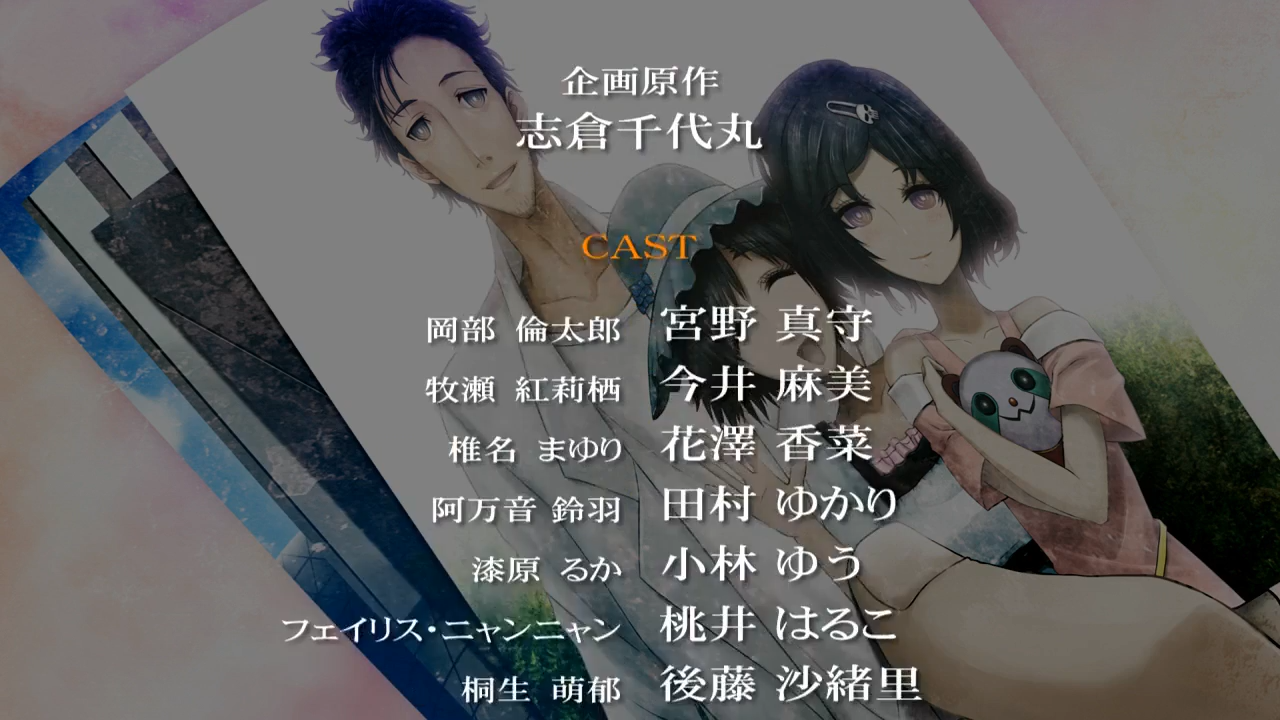 企画原作
志倉千代丸
CAST
岡部 倫太郎 宮野 真守
牧瀬 紅莉栖 今井 麻美
椎名 まゆり 花澤 香菜
阿万音 鈴羽 田村 ゆかり
漆原 るか 小林 ゆう
フェイリス・ニャンニャン 桃井 はるこ
桐生 萌郁 後藤 沙緒里